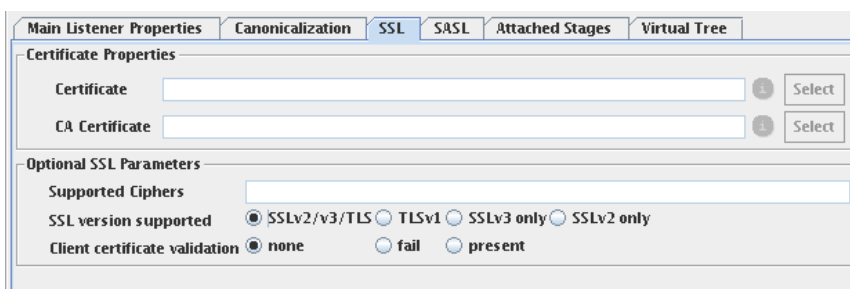 Main Listener Properties Canonicalization SSL SASL Attached Stages Virtual Tree
Certificate Properties
Certificate i Select
CA Certificate i Select
Optional SSL Parameters
Supported Ciphers
SSL version supported SSLv2/v3/TLS TLSv1 SSLv3 only SSLv2 only
Client certificate validation none fail present